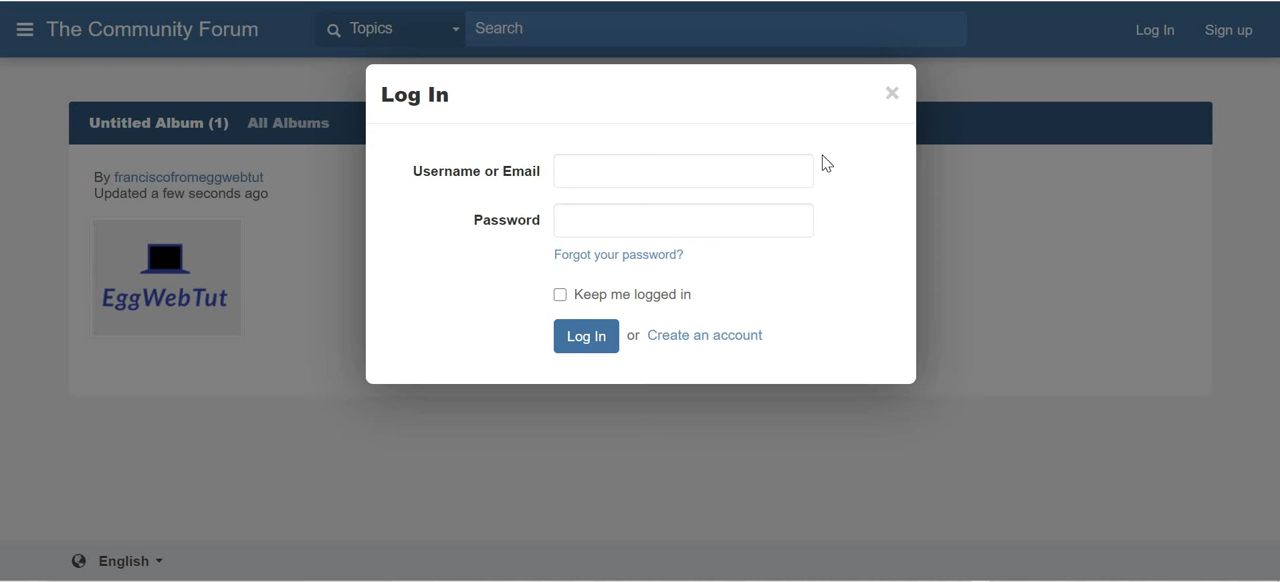 The Community Forum
Topics
Search
Log In
Sign up
Untitled Album (1)
All Albums
By franciscofromeggwebtut
Updated a few seconds ago
EggWebTut
Log In
×
Username or Email
Password
Forgot your password?
Keep me logged in
Log In or Create an account
English